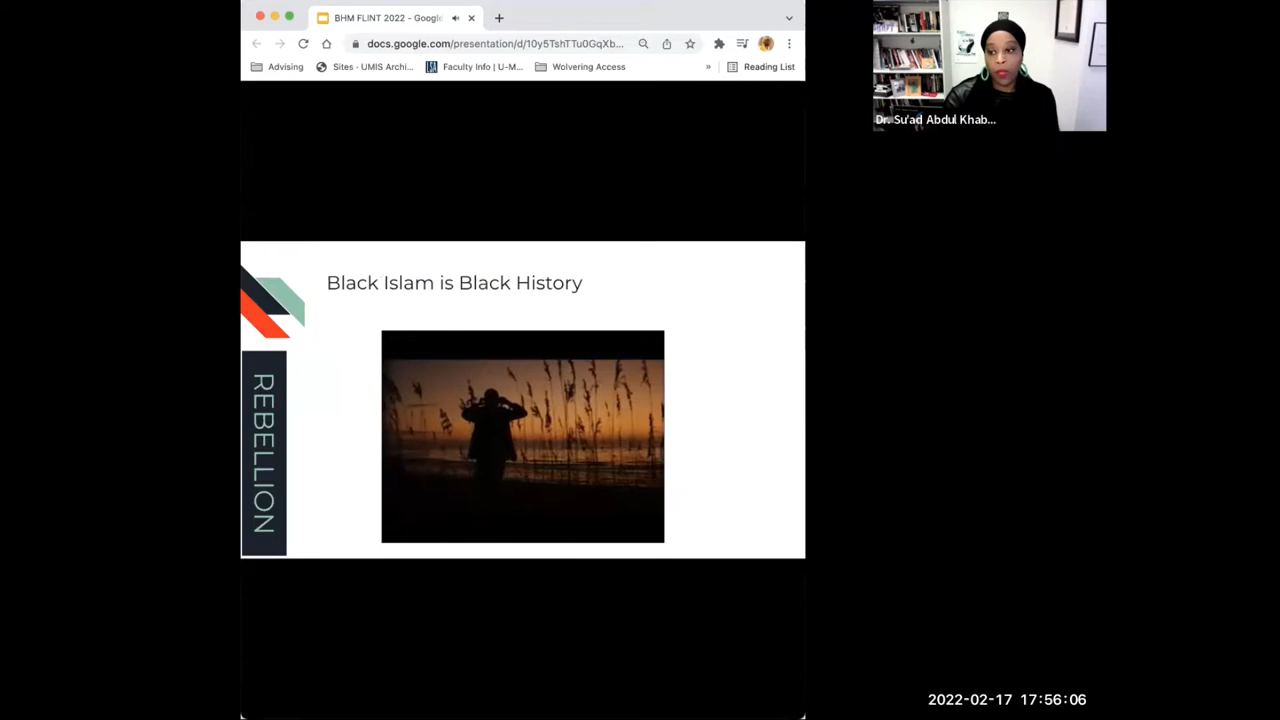 BHM FLINT 2022 - Google
docs.google.com/presentation/d/10y5TshTTu0GqXb...
Advising
Sites · UMIS Archi...
Faculty Info | U-M...
Wolvering Access
»
Reading List
Dr. Su'ad Abdul Khab...
Black Islam is Black History
REBELLION
2022-02-17 17:56:06